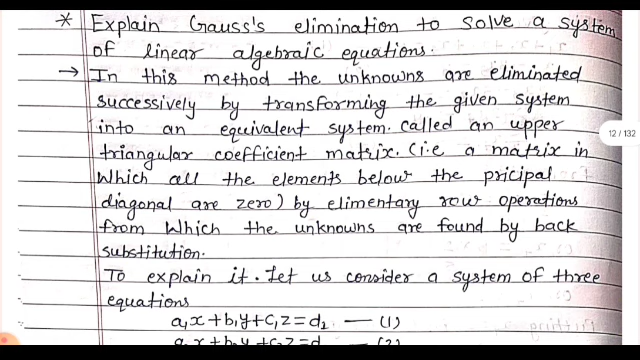 * Explain Gauss's elimination to solve a system
of linear algebraic equations.
→ In this method the unknowns are eliminated
successively by transforming the given system
into an equivalent system. called an upper
triangular coefficient matrix. (i.e a matrix in
which all the elements below the pricipal
diagonal are zero) by elimentary row operations
from which the unknowns are found by back
substitution.
To explain it. let us consider a system of three
equations
a₁x + b₁y + c₁z = d₂ — (1)
12 / 132